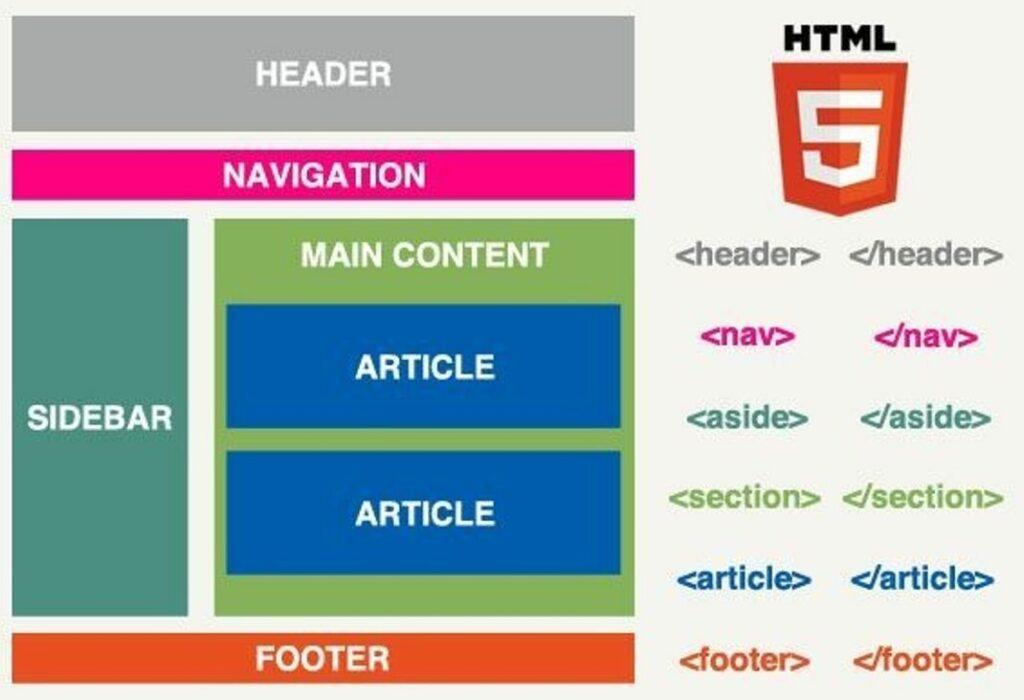 HEADER
NAVIGATION
SIDEBAR
MAIN CONTENT
ARTICLE
ARTICLE
FOOTER
HTML
5
<header> </header>
<nav> </nav>
<aside> </aside>
<section> </section>
<article> </article>
<footer> </footer>